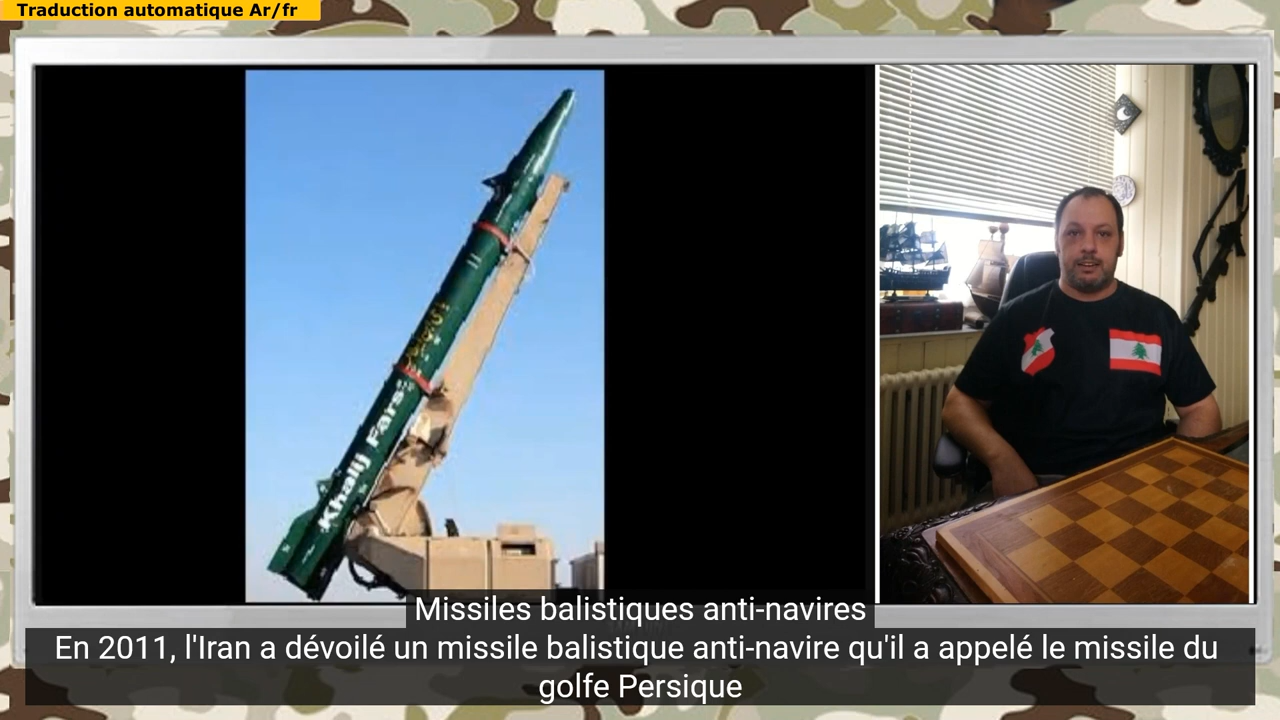 Traduction automatique Ar/fr
Khalij Fars
Missiles balistiques anti-navires
En 2011, l'Iran a dévoilé un missile balistique anti-navire qu'il a appelé le missile du
golfe Persique